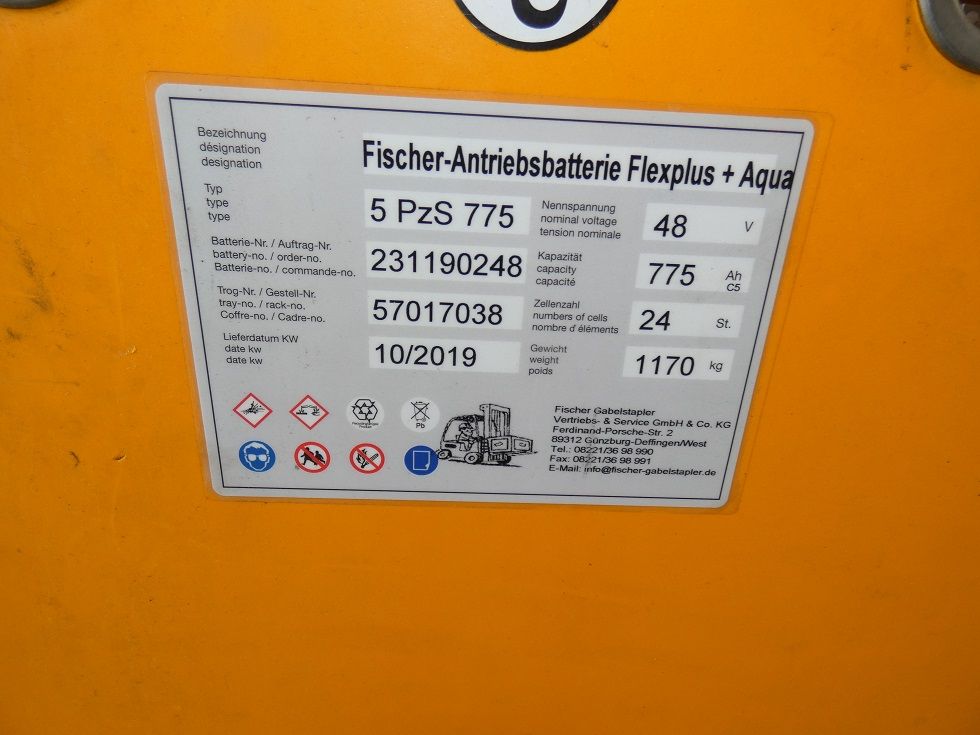 Bezeichnung
désignation
designation
Fischer-Antriebsbatterie Flexplus + Aqua
Typ
type
type
5 PzS 775
Nennspannung
nominal voltage
tension nominale
48 V
Batterie-Nr. / Auftrag-Nr.
battery-no. / order-no.
Batterie-no. / commande-no.
231190248
Kapazität
capacity
capacité
775 Ah
C5
Trog-Nr. / Gestell-Nr.
tray-no. / rack-no.
Coffre-no. / Cadre-no.
57017038
Zellenzahl
numbers of cells
nombre d éléments
24 St.
Lieferdatum KW
date kw
date kw
10/2019
Gewicht
weight
poids
1170 kg
Pb
Fischer Gabelstapler
Vertriebs- & Service GmbH & Co. KG
Ferdinand-Porsche-Str. 2
89312 Günzburg-Deffingen/West
Tel.: 08221/36 98 990
Fax: 08221/36 98 991
E-Mail: info@fischer-gabelstapler.de